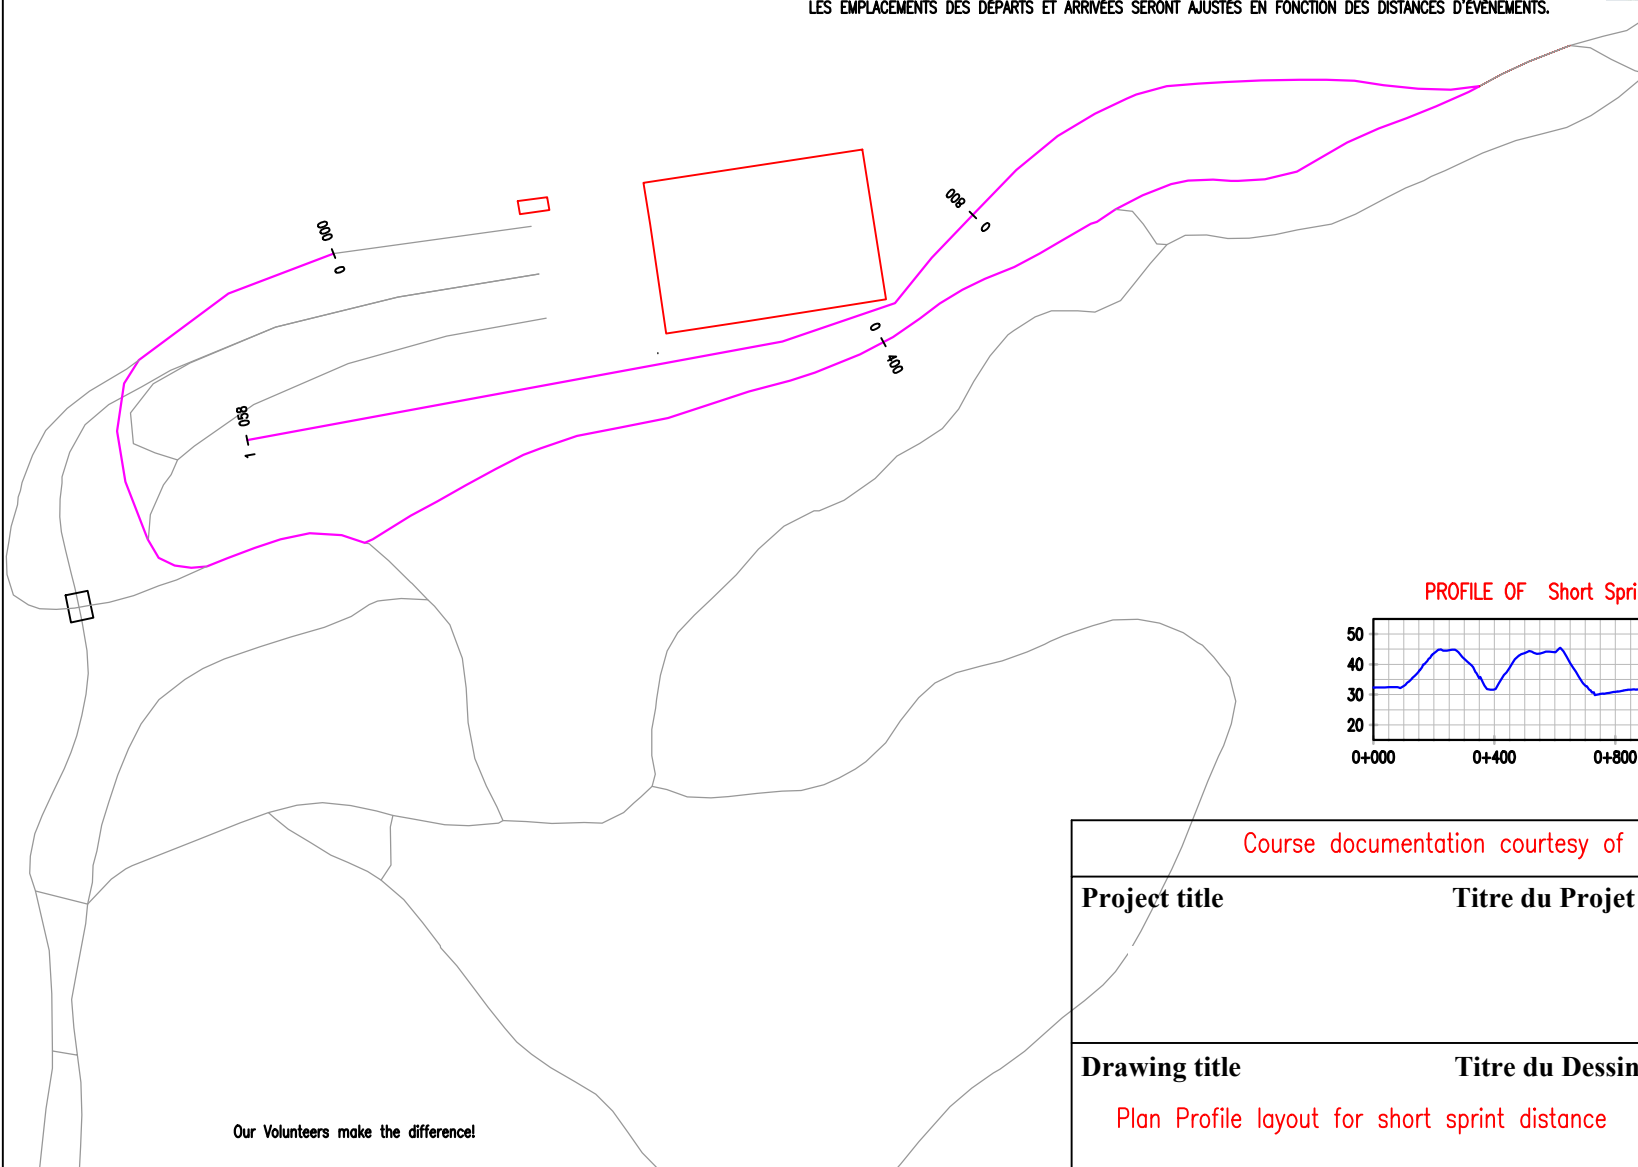 LES EMPLACEMENTS DES DÉPARTS ET ARRIVÉES SERONT AJUSTÉS EN FONCTION DES DISTANCES D'ÉVÉNEMENTS.
008
0
000
0
0
400
058
1
PROFILE OF Short Spri
50
40
30
20
0+000 0+400 0+800
Course documentation courtesy of
Project title Titre du Projet
Drawing title Titre du Dessin
Plan Profile layout for short sprint distance
Our Volunteers make the difference!